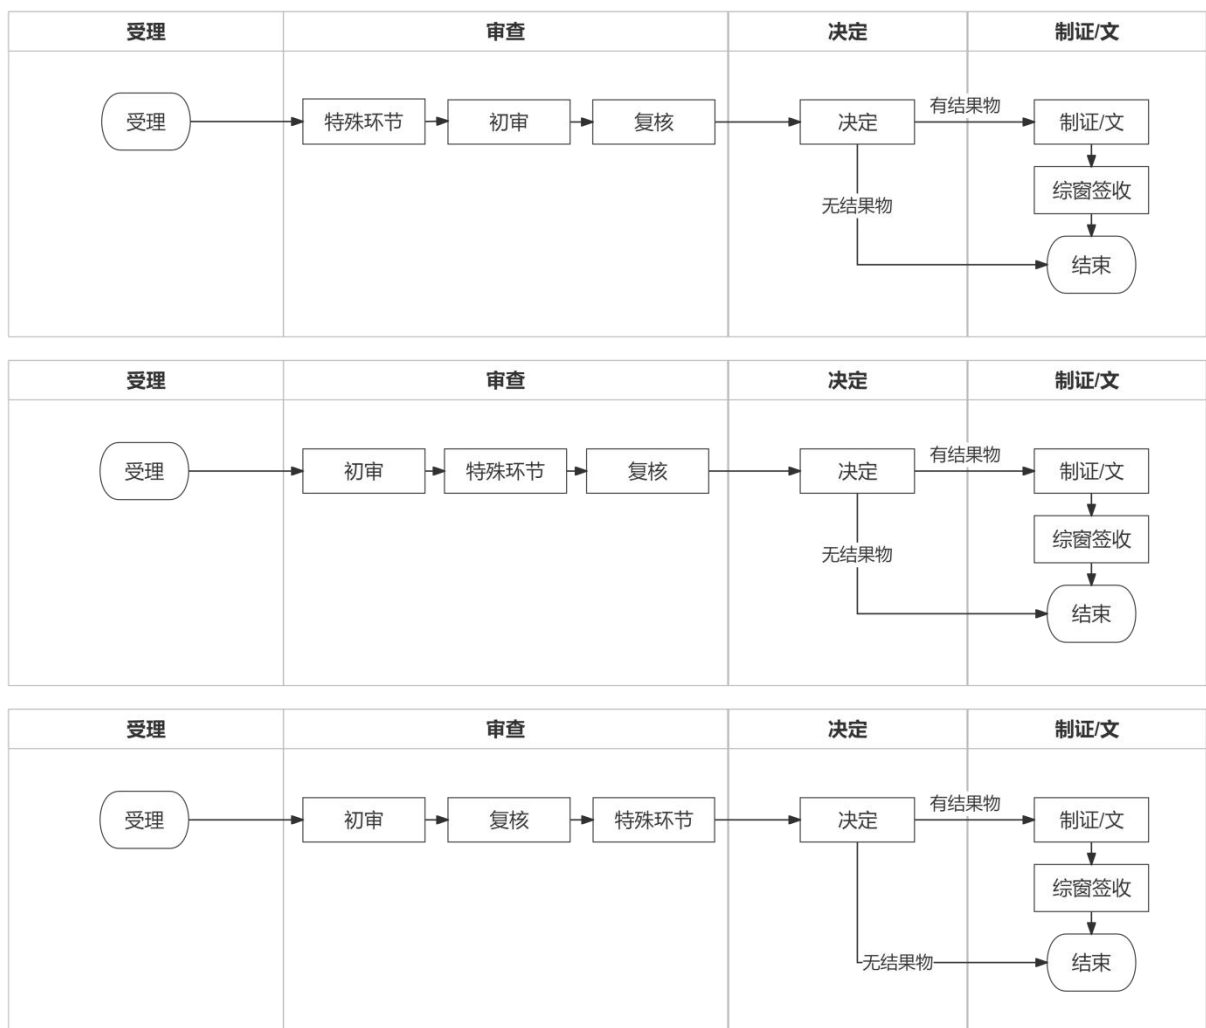 受理 审查 决定 制证/文
受理 特殊环节 初审 复核 决定 有结果物 制证/文
综窗签收
无结果物
结束
受理 审查 决定 制证/文
受理 初审 特殊环节 复核 决定 有结果物 制证/文
综窗签收
无结果物
结束
受理 审查 决定 制证/文
受理 初审 复核 特殊环节 决定 有结果物 制证/文
综窗签收
无结果物 结束